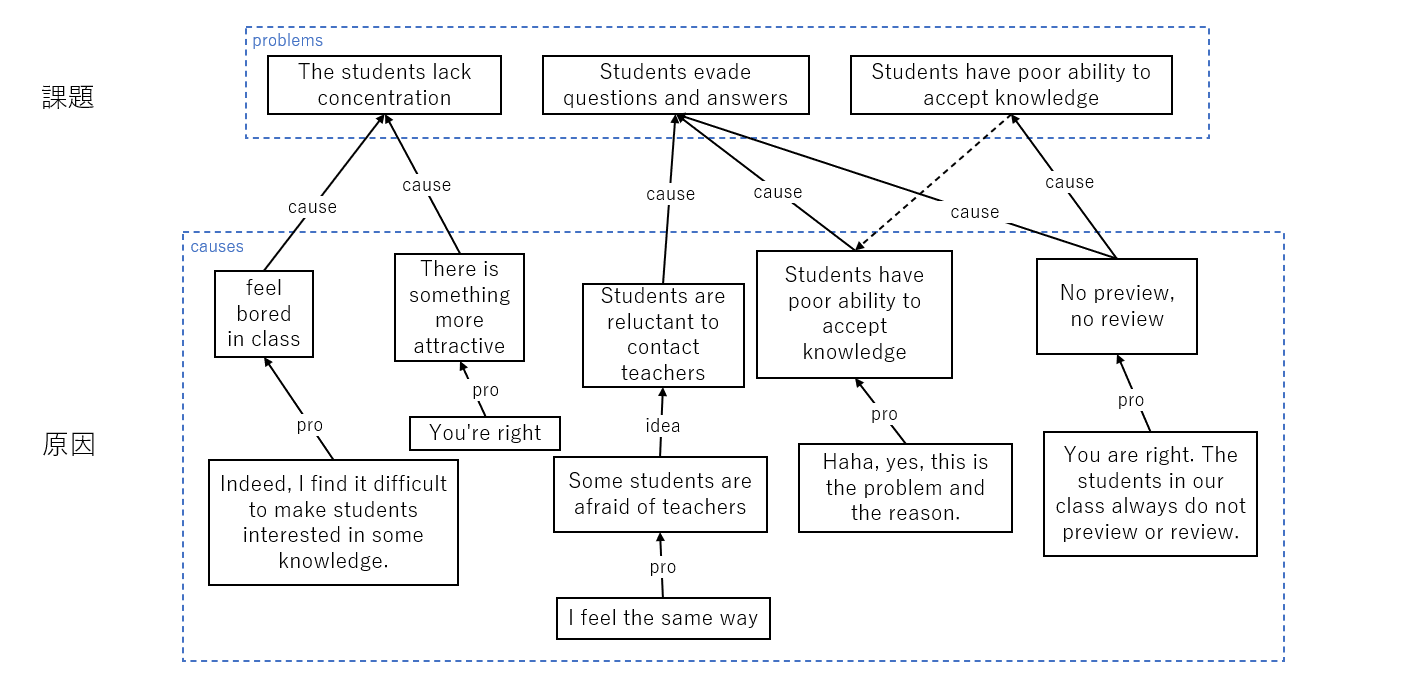 problems
The students lack
concentration
Students evade
questions and answers
Students have poor ability to
accept knowledge
課題
cause
cause
cause
cause
cause
cause
causes
feel
bored
in class
There is
something
more
attractive
Students are
reluctant to
contact
teachers
Students have
poor ability to
accept
knowledge
No preview,
no review
pro
pro
idea
pro
pro
原因
You're right
Indeed, I find it difficult
to make students
interested in some
knowledge.
Some students are
afraid of teachers
Haha, yes, this is
the problem and
the reason.
You are right. The
students in our
class always do not
preview or review.
pro
I feel the same way